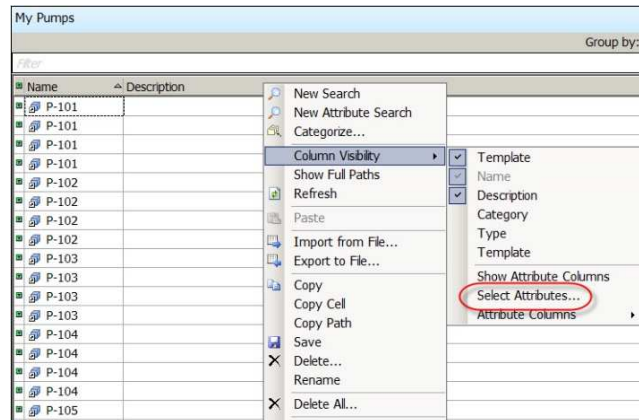 My Pumps
Group by:
Filter
Name Description
P-101
P-101
P-101
P-101
P-102
P-102
P-102
P-102
P-103
P-103
P-103
P-103
P-104
P-104
P-104
P-104
P-105
New Search
New Attribute Search
Categorize...
Column Visibility
Show Full Paths
Refresh
Paste
Import from File...
Export to File...
Copy
Copy Cell
Copy Path
Save
Delete...
Rename
Delete All...
Template
Name
Description
Category
Type
Template
Show Attribute Columns
Select Attributes...
Attribute Columns